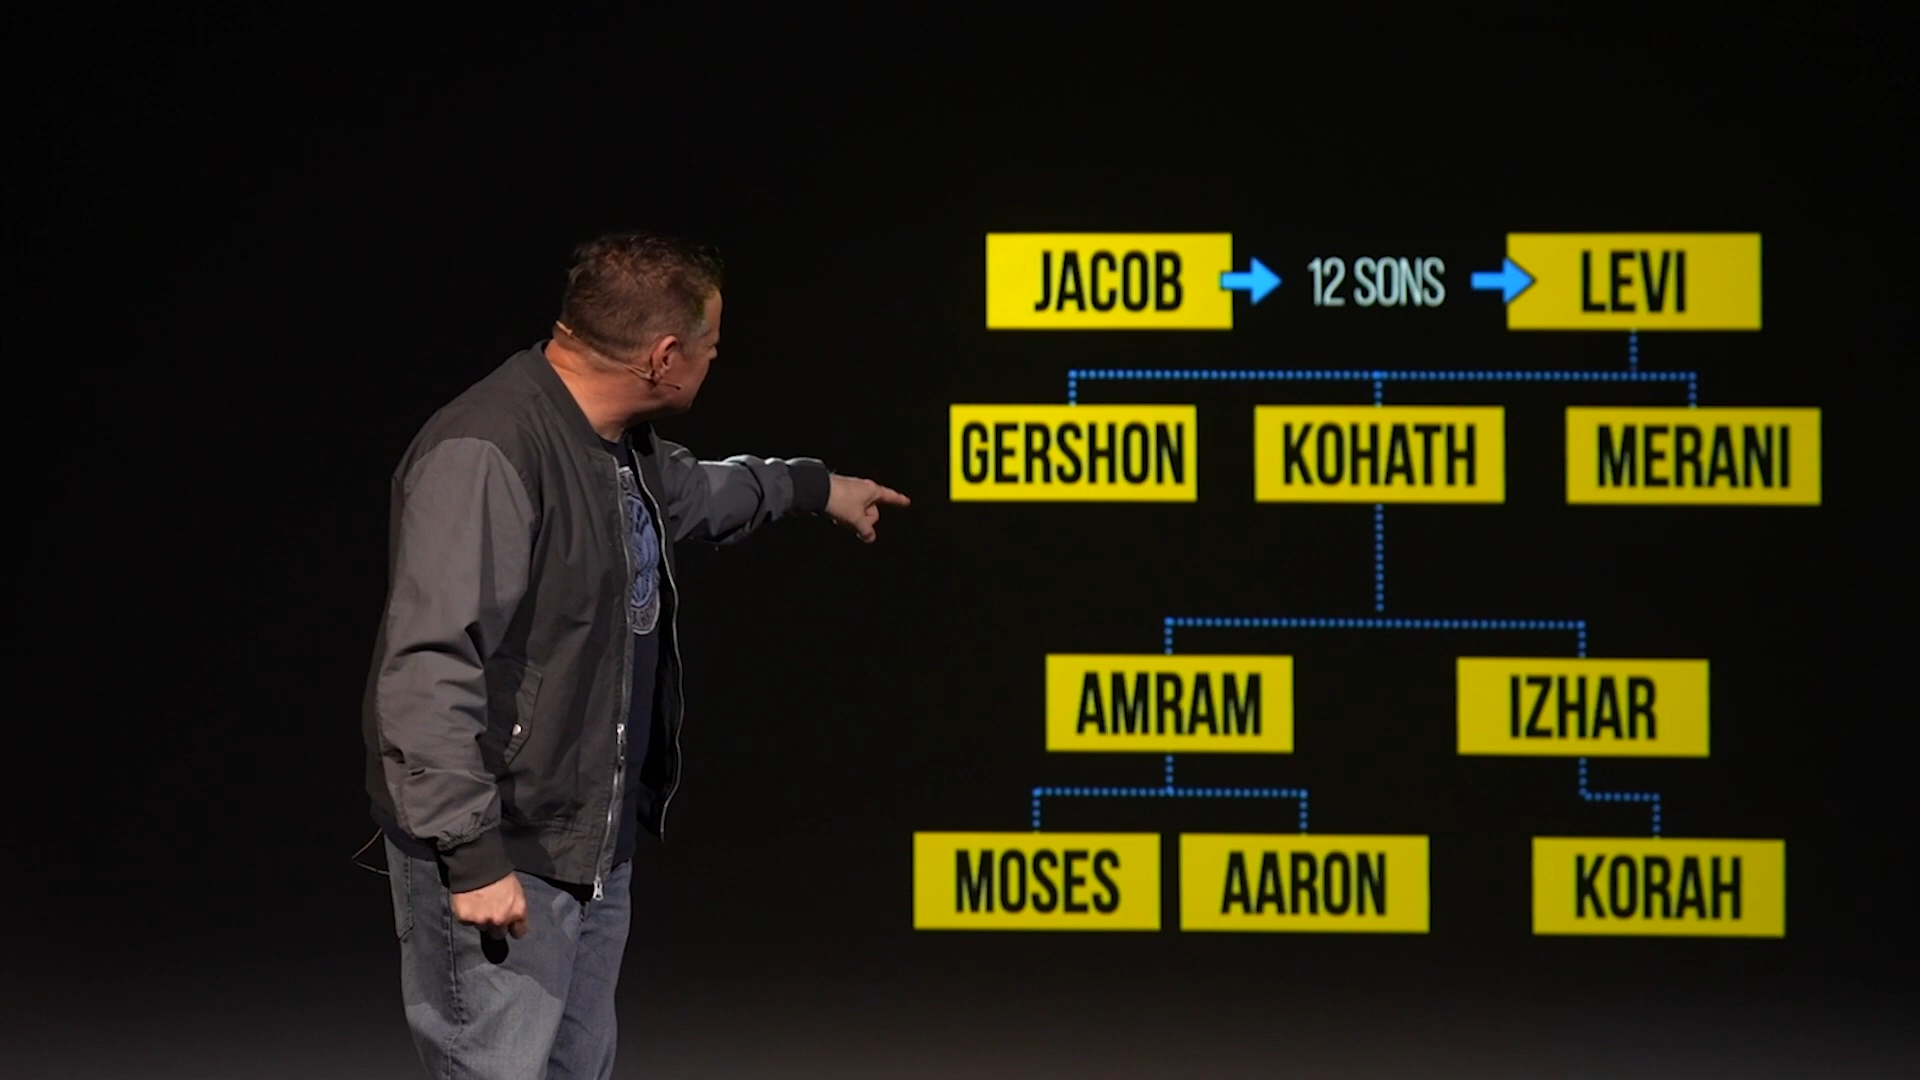 JACOB 12 SONS LEVI
GERSHON KOHATH MERANI
AMRAM IZHAR
MOSES AARON KORAH